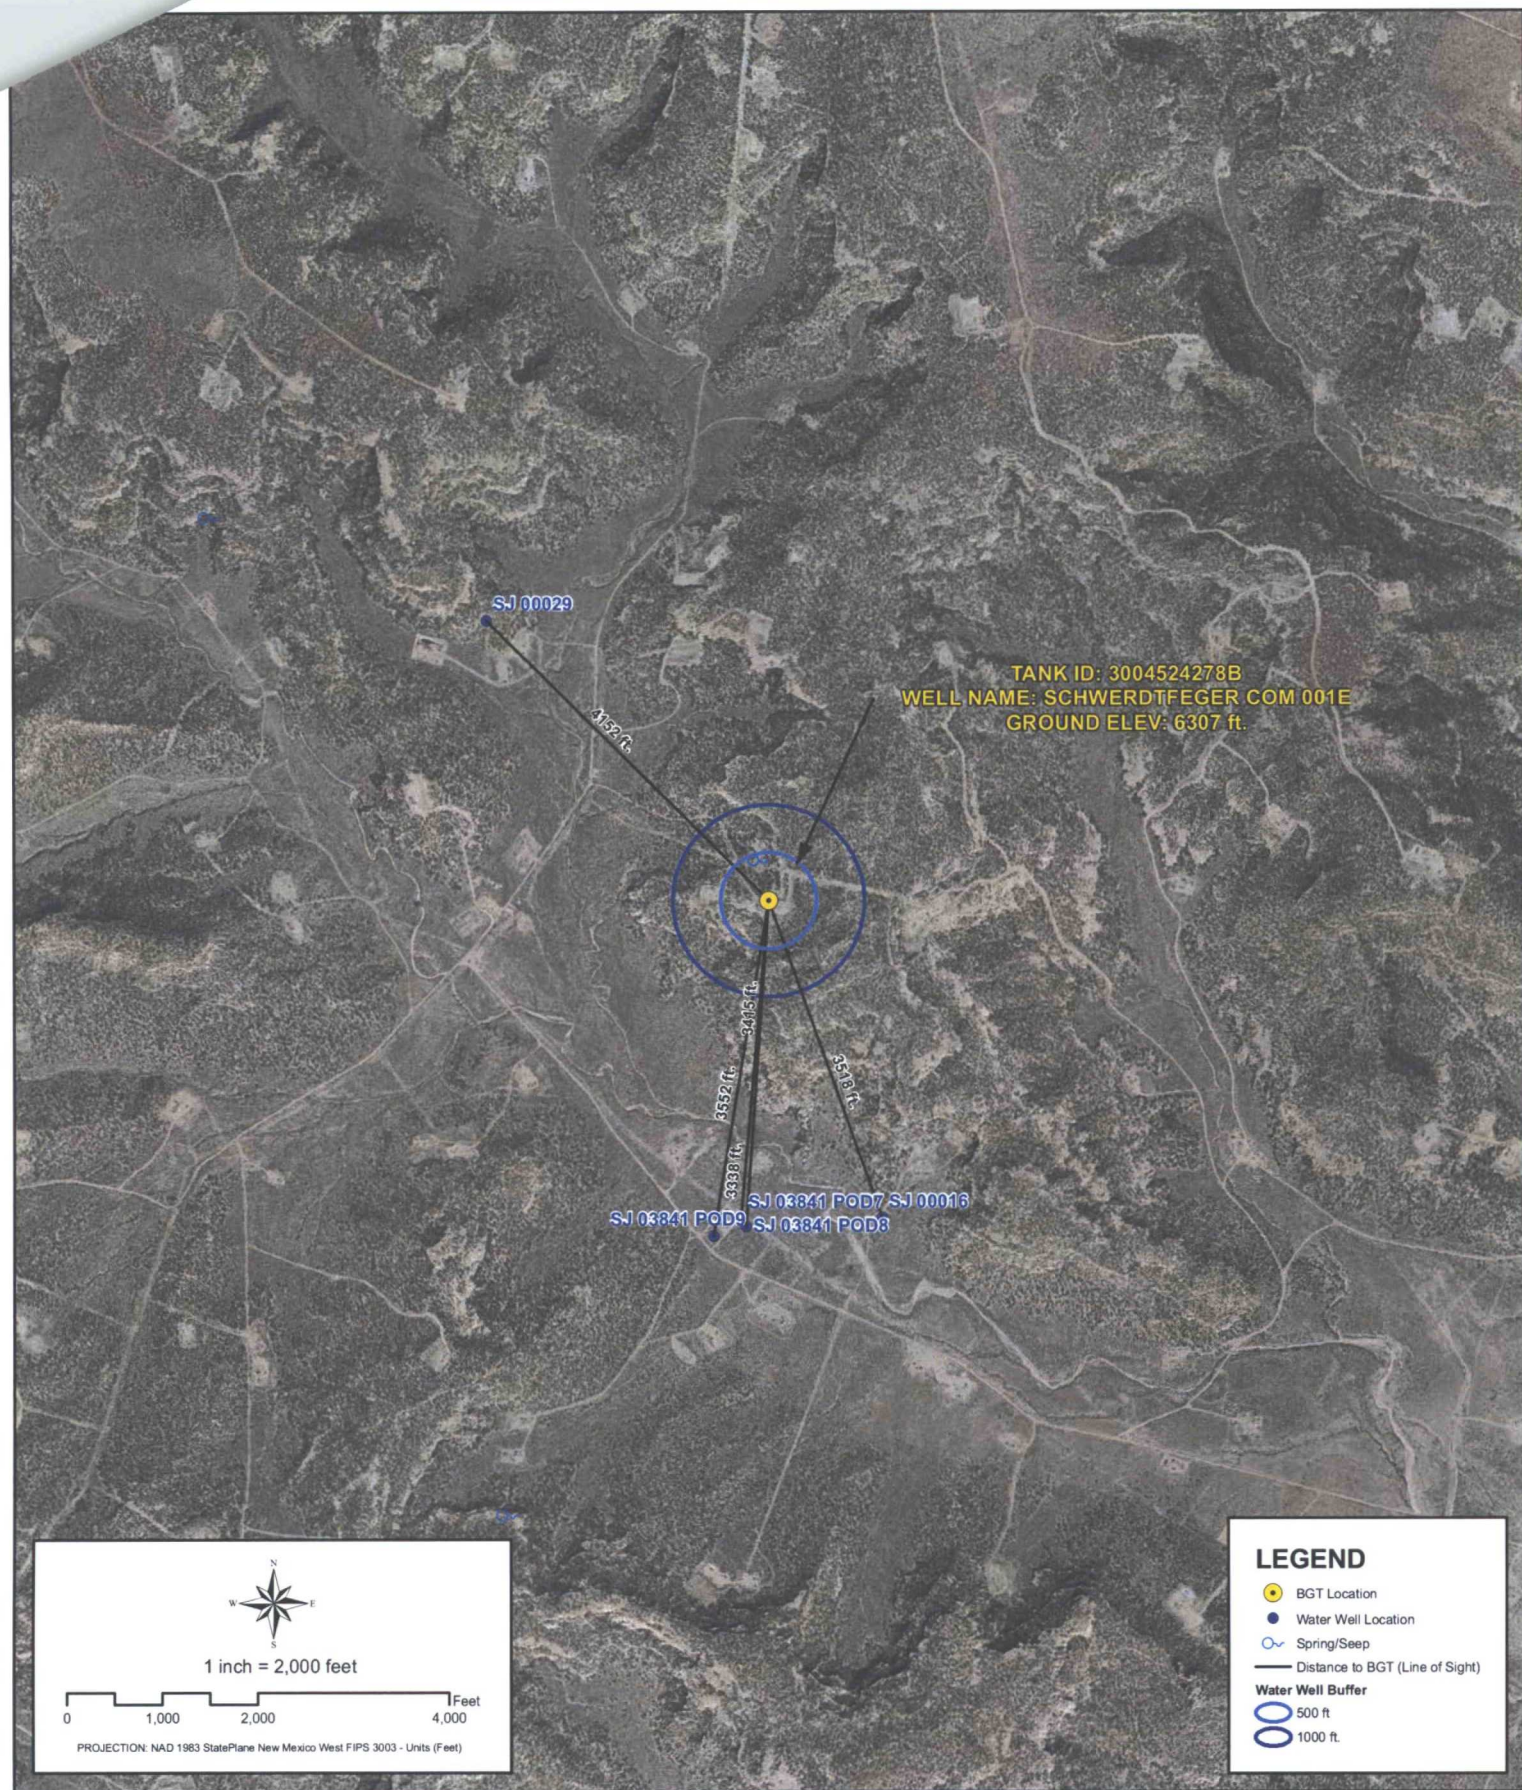 SJ 00029
4152 ft.
TANK ID: 3004524278B
WELL NAME: SCHWERDTFEGER COM 001E
GROUND ELEV: 6307 ft.
3415 ft.
3518 ft.
3552 ft.
3338 ft.
SJ 03841 POD7 SJ 00016
SJ 03841 POD9
SJ 03841 POD8
N
W E
S
1 inch = 2,000 feet
Feet
0 1,000 2,000 4,000
PROJECTION: NAD 1983 StatePlane New Mexico West FIPS 3003 - Units (Feet)
LEGEND
BGT Location
Water Well Location
Spring/Seep
Distance to BGT (Line of Sight)
Water Well Buffer
500 ft
1000 ft.